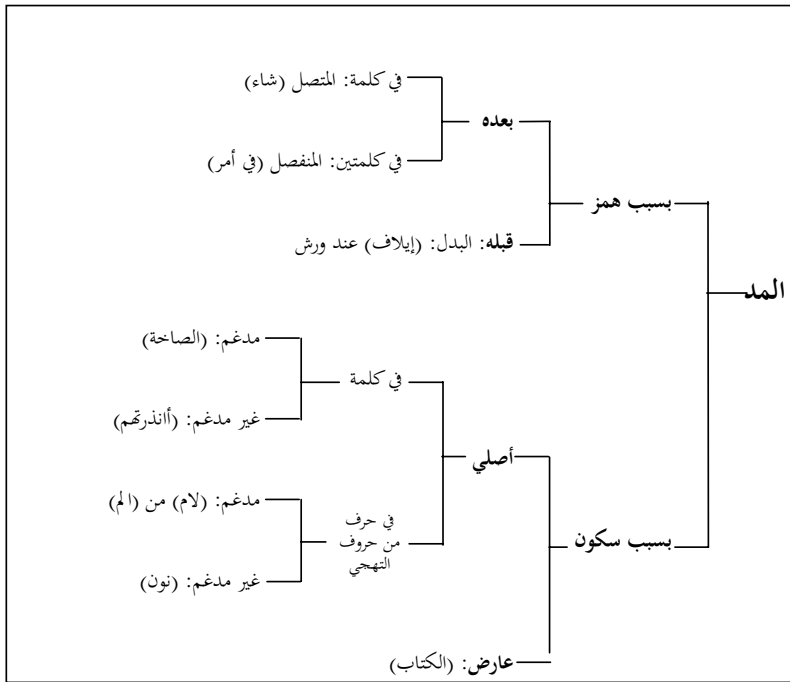 المد
بسبب همز
بعده
في كلمة: المتصل (شاء)
في كلمتين: المنفصل (في أمر)
قبله: البدل: (إيلاف) عند ورش
بسبب سكون
أصلي
في كلمة
مدغم: (الصاخة)
غير مدغم: (أانذرتهم)
في حرف
من حروف
التهجي
مدغم: (لام) من (الم)
غير مدغم: (نون)
عارض: (الكتاب)